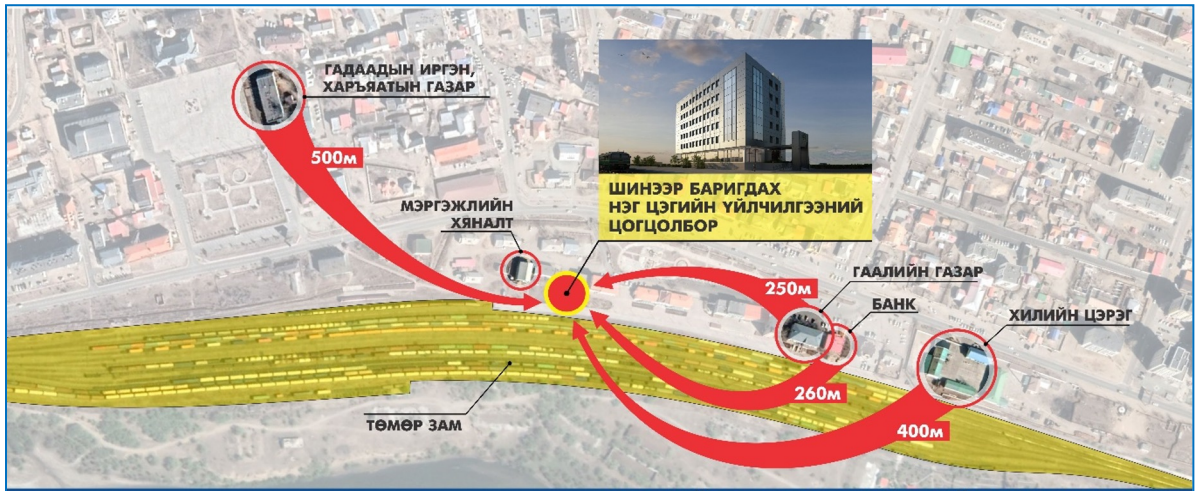 ГАДААДЫН ИРГЭН,
ХАРЪЯАТЫН ГАЗАР
500м
ШИНЭЭР БАРИГДАХ
НЭГ ЦЭГИЙН ҮЙЛЧИЛГЭЭНИЙ
ЦОГЦОЛБОР
МЭРГЭЖЛИЙН
ХЯНАЛТ
250м
ГААЛИЙН ГАЗАР
БАНК
ХИЛИЙН ЦЭРЭГ
260м
400м
ТӨМӨР ЗАМ